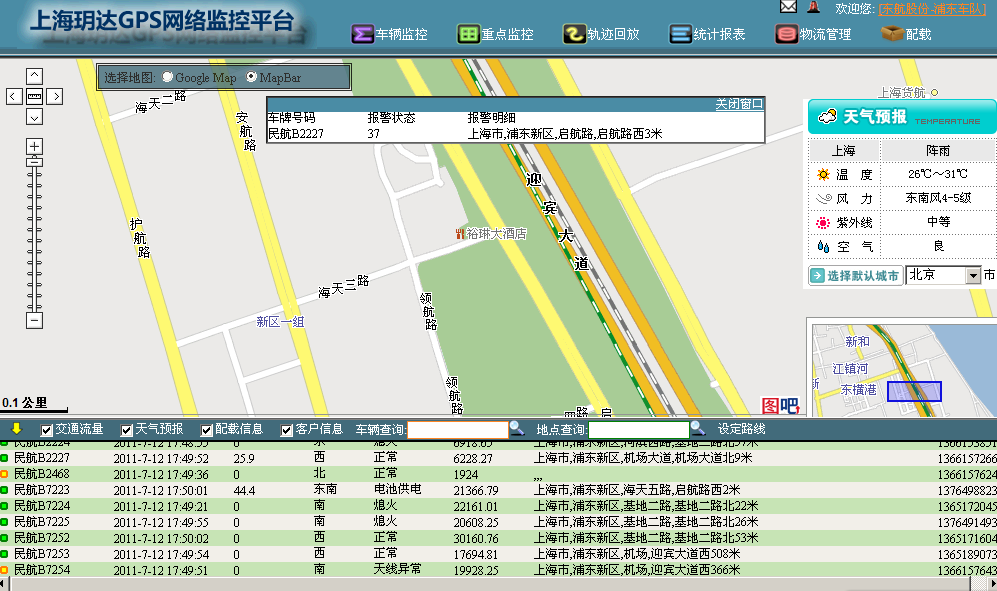 上海玥达GPS网络监控平台
欢迎您: [东航股份-浦东车队]
车辆监控 重点监控 轨迹回放 统计报表 物流管理 配载
选择地图: Google Map MapBar
关闭窗口
车牌号码 报警状态 报警明细
民航B2227 37 上海市,浦东新区,启航路,启航路西3米
海天二路
安航路
护航路
迎宾大道
裕琳大酒店
海天三路
新区一组
领航路
领航路
四路
启
上海货航
天气预报 TEMPERATURE
上海 阵雨
温 度 26℃～31℃
风 力 东南风4-5级
紫外线 中等
空 气 良
选择默认城市 北京 市
新和
江镇河
东横港
0.1 公里
图吧
交通流量 天气预报 配载信息 客户信息 车辆查询: 地点查询: 设定路线
民航B2224 2011-7-12 17:48:55 0 东 熄火 6918.65
民航B2227 2011-7-12 17:49:52 25.9 西 正常 6228.27 上海市,浦东新区,机场大道,机场大道北9米 1366157266
民航B2468 2011-7-12 17:49:36 0 北 正常 1924 ,,, 1366157624
民航B7223 2011-7-12 17:50:01 44.4 东南 电池供电 21366.79 上海市,浦东新区,海天五路,启航路西2米 1376498823
民航B7224 2011-7-12 17:49:21 0 南 熄火 22161.01 上海市,浦东新区,基地二路,基地二路北22米 1365172045
民航B7225 2011-7-12 17:49:55 0 南 熄火 20608.25 上海市,浦东新区,基地二路,基地二路北26米 1376491493
民航B7252 2011-7-12 17:50:02 0 西 正常 30160.76 上海市,浦东新区,基地二路,基地二路北53米 1365171604
民航B7253 2011-7-12 17:49:54 0 西 正常 17694.81 上海市,浦东新区,机场,迎宾大道西508米 1365189073
民航B7254 2011-7-12 17:49:51 0 南 天线异常 19928.25 上海市,浦东新区,机场,迎宾大道西366米 1366157643